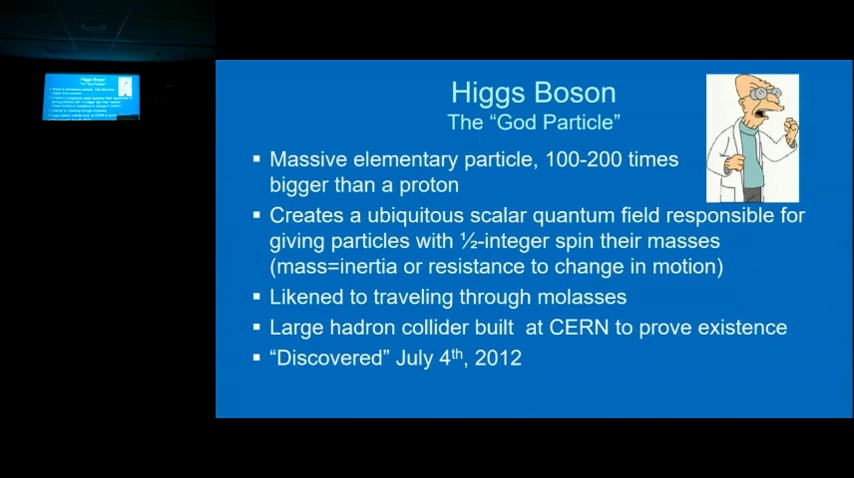 Higgs Boson
The “God Particle”
▪ Massive elementary particle, 100-200 times
bigger than a proton
▪ Creates a ubiquitous scalar quantum field responsible for
giving particles with ½-integer spin their masses
(mass=inertia or resistance to change in motion)
▪ Likened to traveling through molasses
▪ Large hadron collider built  at CERN to prove existence
▪ “Discovered” July 4th, 2012